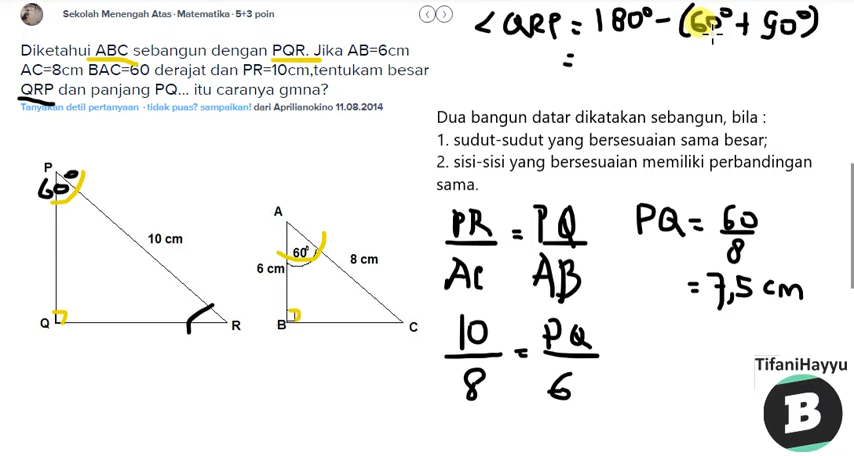 Sekolah Menengah Atas · Matematika · 5+3 poin
Diketahui ABC sebangun dengan PQR. Jika AB=6cm
AC=8cm BAC=60 derajat dan PR=10cm,tentukam besar
QRP dan panjang PQ... itu caranya gmna?
Tanyakan detil pertanyaan · tidak puas? sampaikan! dari Aprilianokino 11.08.2014
∠QRP = 180° - (60° + 90°)
=
Dua bangun datar dikatakan sebangun, bila :
1. sudut-sudut yang bersesuaian sama besar;
2. sisi-sisi yang bersesuaian memiliki perbandingan
sama.
P
60°
10 cm
Q
R
A
60°
6 cm
8 cm
B
C
PR/AC = PQ/AB
10/8 = PQ/6
PQ = 60/8
= 7,5 cm
TifaniHayyu
B